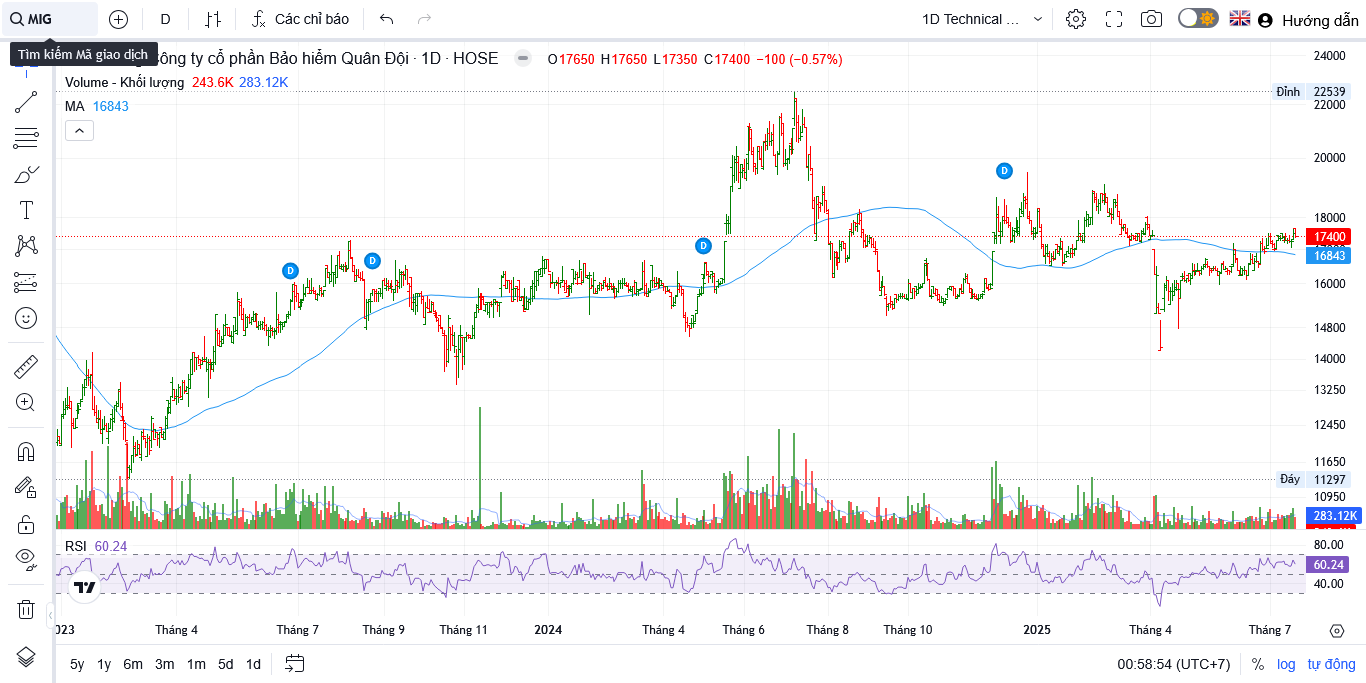 MIG
D
Các chỉ báo
1D Technical ...
Hướng dẫn
Tìm kiếm Mã giao dịch
ông ty cổ phần Bảo hiểm Quân Đội · 1D · HOSE
O17650 H17650 L17350 C17400 −100 (−0.57%)
Volume - Khối lượng 243.6K 283.12K
MA 16843
24000
Đỉnh 22539
22000
20000
18000
17400
16843
16000
14800
14000
13250
12450
11650
Đáy 11297
10950
283.12K
D
D
D
D
RSI 60.24
80.00
60.24
40.00
023
Tháng 4
Tháng 7
Tháng 9
Tháng 11
2024
Tháng 4
Tháng 6
Tháng 8
Tháng 10
2025
Tháng 4
Tháng 7
5y 1y 6m 3m 1m 5d 1d
00:58:54 (UTC+7)
% log tự động